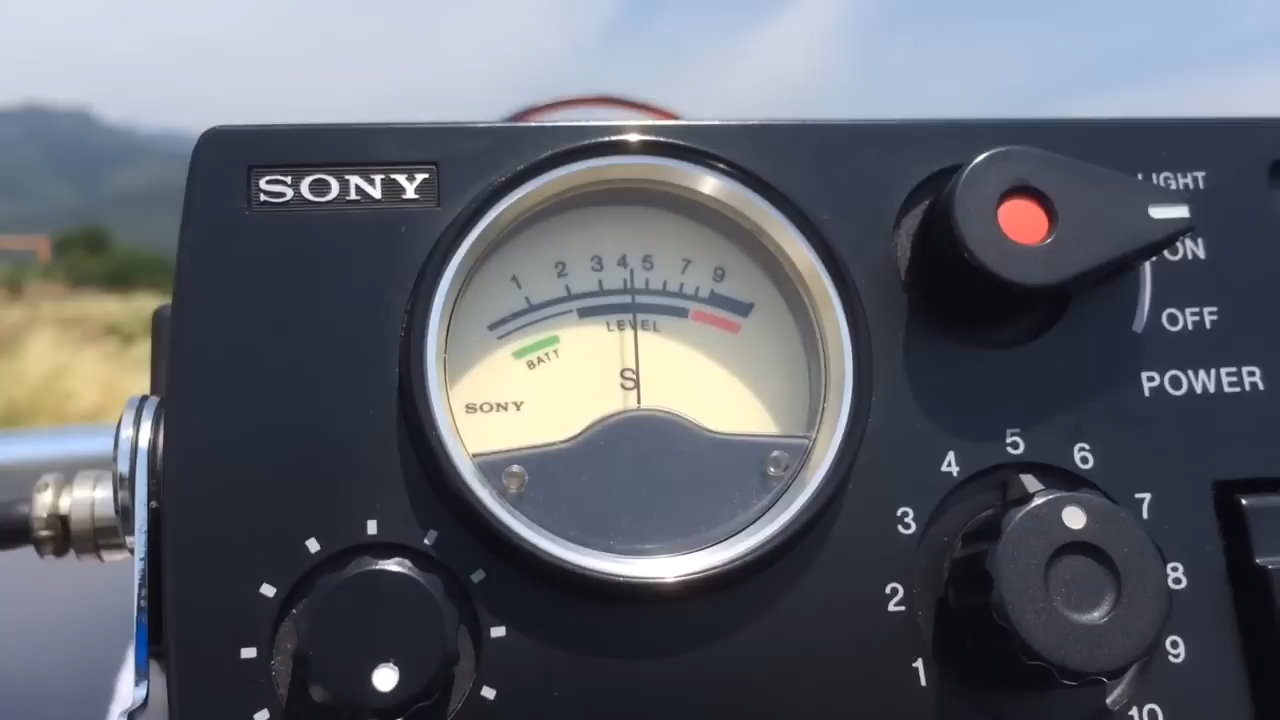 SONY
LIGHT
ON
OFF
POWER
1 2 3 4 5 7 9
LEVEL
BATT
S
SONY
1 2 3 4 5 6 7 8 9 10